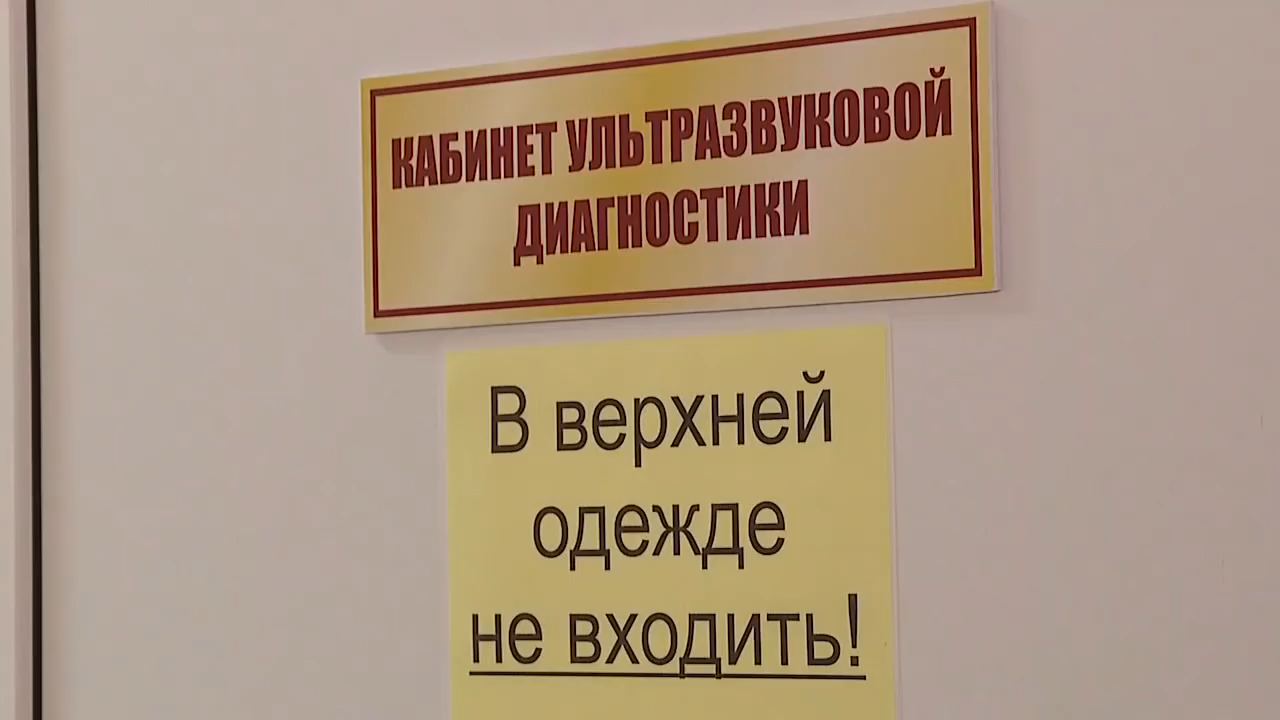 КАБИНЕТ УЛЬТРАЗВУКОВОЙ
ДИАГНОСТИКИ
В верхней
одежде
не входить!